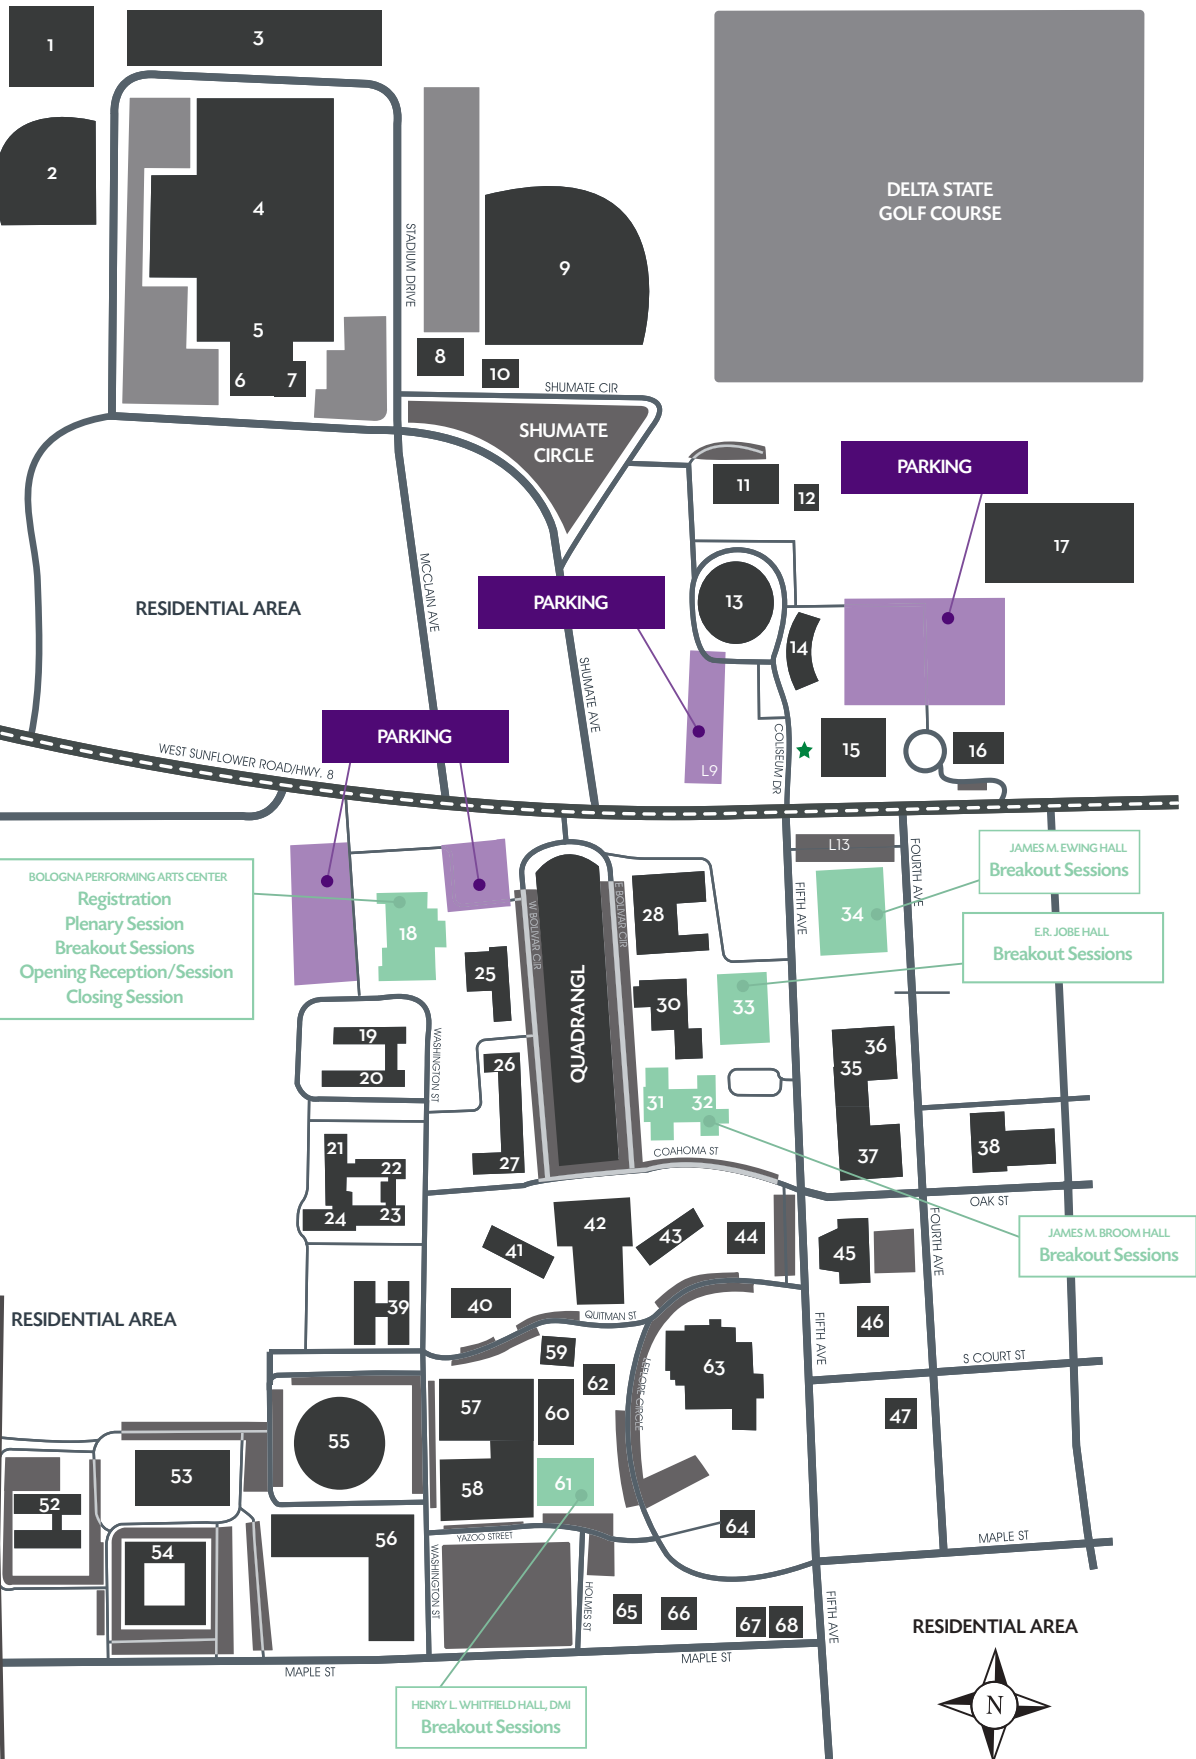 1
3
2
4
5
6
7
8
9
10
STADIUM DRIVE
DELTA STATE
GOLF COURSE
SHUMATE CIR
SHUMATE
CIRCLE
11
12
PARKING
17
MCCLAIN AVE
RESIDENTIAL AREA
PARKING
13
14
SHUMATE AVE
PARKING
WEST SUNFLOWER ROAD/HWY. 8
L9
COLISEUM DR
15
16
L13
FOURTH AVE
FIFTH AVE
JAMES M. EWING HALL
Breakout Sessions
BOLOGNA PERFORMING ARTS CENTER
Registration
Plenary Session
Breakout Sessions
Opening Reception/Session
Closing Session
18
W BOLIVAR CIR
E BOLIVAR CIR
28
34
E.R. JOBE HALL
Breakout Sessions
25
QUADRANGL
30
33
19
20
WASHINGTON ST
26
27
31
32
36
35
37
38
COAHOMA ST
21
22
23
24
OAK ST
42
41
43
44
45
FOURTH AVE
JAMES M. BROOM HALL
Breakout Sessions
39
40
QUITMAN ST
46
FIFTH AVE
RESIDENTIAL AREA
59
62
63
LEFLORE CIRCLE
S COURT ST
57
60
47
55
53
58
61
52
54
56
YAZOO STREET
64
MAPLE ST
WASHINGTON ST
HOLMES ST
65
66
67
68
FIFTH AVE
RESIDENTIAL AREA
MAPLE ST
MAPLE ST
HENRY L. WHITFIELD HALL, DMI
Breakout Sessions
N